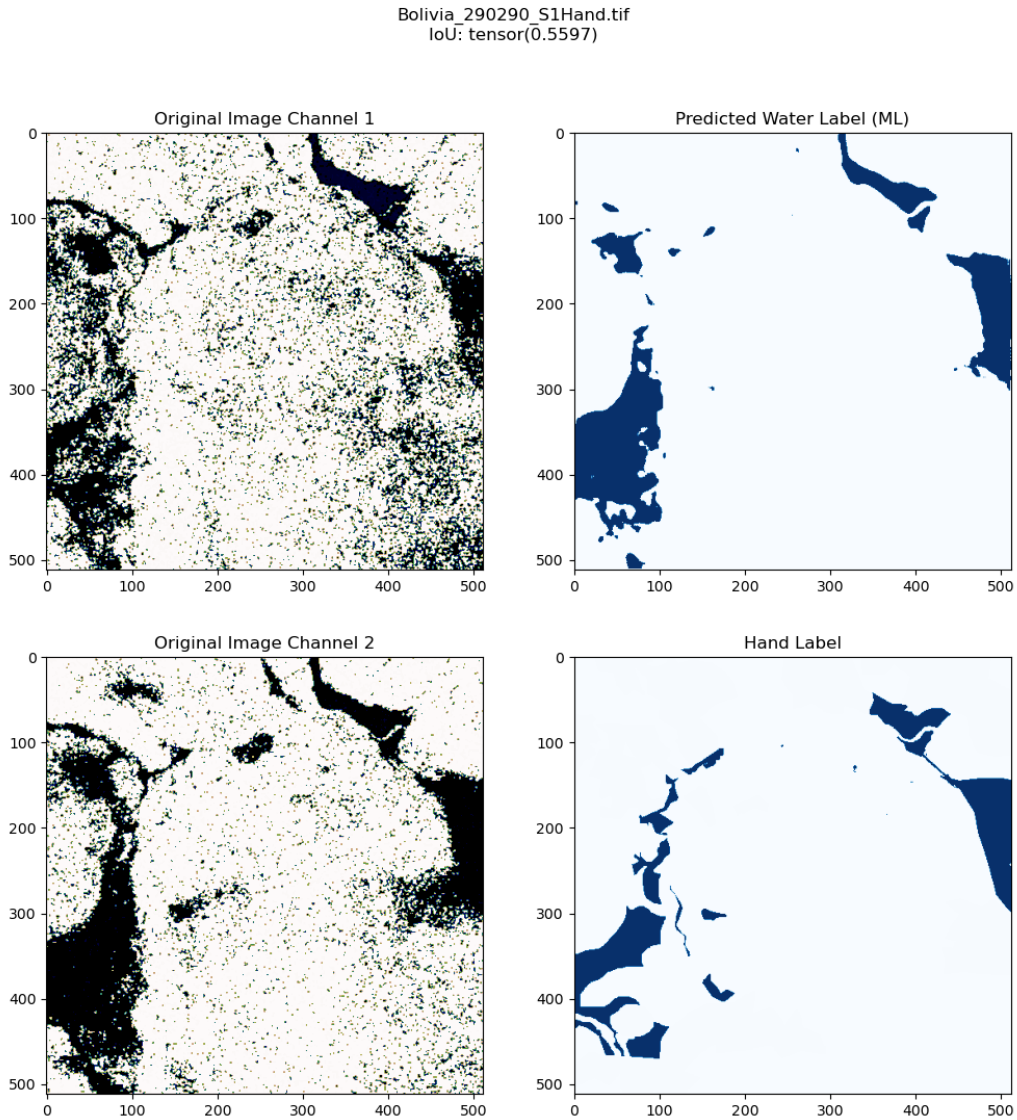 Bolivia_290290_S1Hand.tif
IoU: tensor(0.5597)
Original Image Channel 1
0
100
200
300
400
500
0 100 200 300 400 500
Predicted Water Label (ML)
0
100
200
300
400
500
0 100 200 300 400 500
Original Image Channel 2
0
100
200
300
400
500
0 100 200 300 400 500
Hand Label
0
100
200
300
400
500
0 100 200 300 400 500